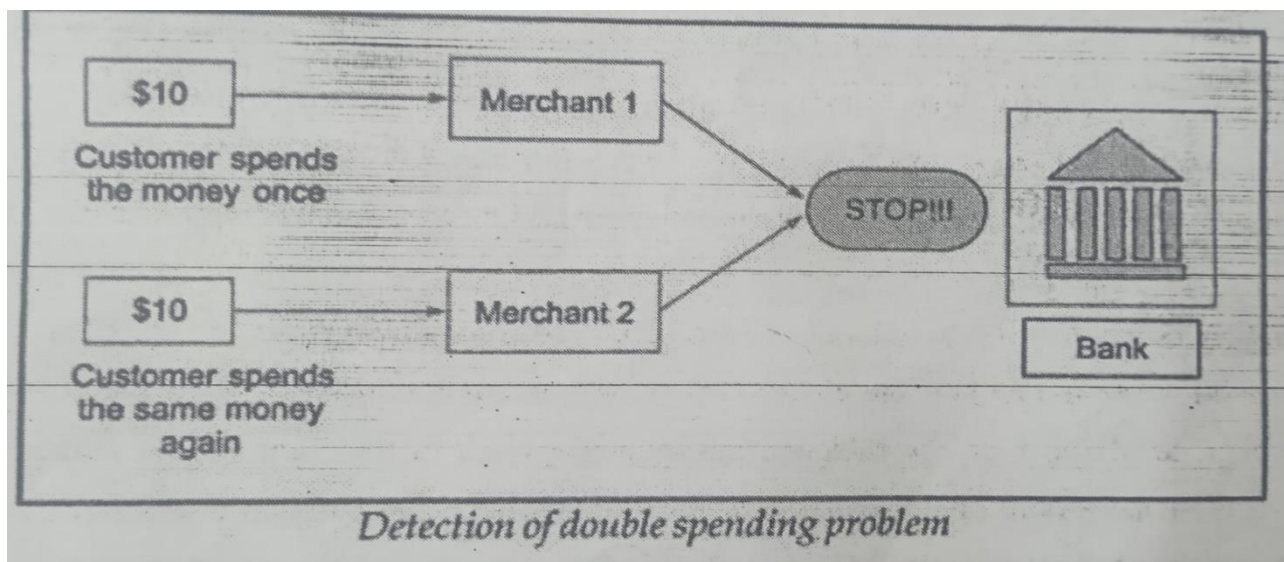 $10
Merchant 1
Customer spends
the money once
STOP!!!
$10
Merchant 2
Customer spends
the same money
again
Bank
Detection of double spending problem